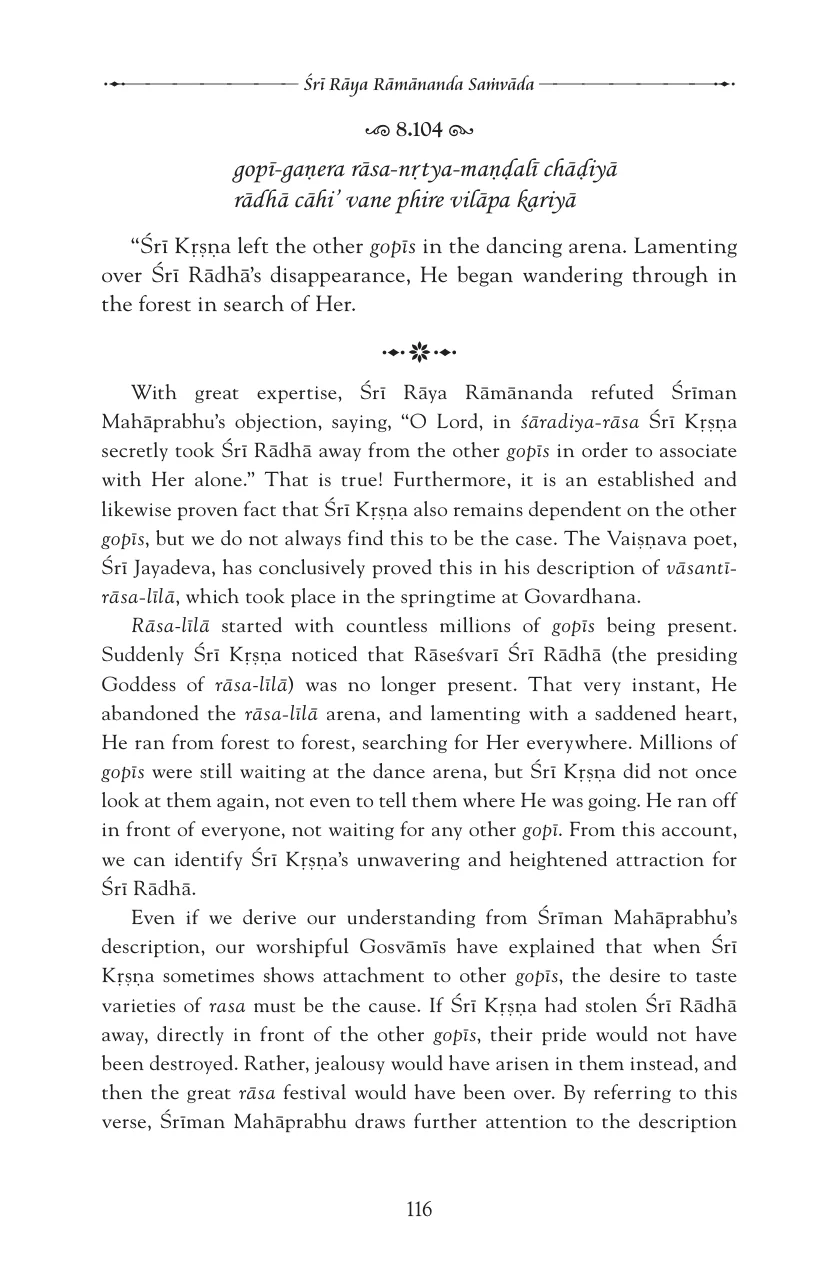 Śrī Rāya Rāmānanda Saṁvāda
8.104
gopī-gaṇera rāsa-nṛtya-maṇḍalī chāḍiyā
rādhā cāhi’ vane phire vilāpa kariyā
“Śrī Kṛṣṇa left the other gopīs in the dancing arena. Lamenting
over Śrī Rādhā’s disappearance, He began wandering through in
the forest in search of Her.
With great expertise, Śrī Rāya Rāmānanda refuted Śrīman
Mahāprabhu’s objection, saying, “O Lord, in śāradiya-rāsa Śrī Kṛṣṇa
secretly took Śrī Rādhā away from the other gopīs in order to associate
with Her alone.” That is true! Furthermore, it is an established and
likewise proven fact that Śrī Kṛṣṇa also remains dependent on the other
gopīs, but we do not always find this to be the case. The Vaiṣṇava poet,
Śrī Jayadeva, has conclusively proved this in his description of vāsantī-
rāsa-līlā, which took place in the springtime at Govardhana.
Rāsa-līlā started with countless millions of gopīs being present.
Suddenly Śrī Kṛṣṇa noticed that Rāseśvarī Śrī Rādhā (the presiding
Goddess of rāsa-līlā) was no longer present. That very instant, He
abandoned the rāsa-līlā arena, and lamenting with a saddened heart,
He ran from forest to forest, searching for Her everywhere. Millions of
gopīs were still waiting at the dance arena, but Śrī Kṛṣṇa did not once
look at them again, not even to tell them where He was going. He ran off
in front of everyone, not waiting for any other gopī. From this account,
we can identify Śrī Kṛṣṇa’s unwavering and heightened attraction for
Śrī Rādhā.
Even if we derive our understanding from Śrīman Mahāprabhu’s
description, our worshipful Gosvāmīs have explained that when Śrī
Kṛṣṇa sometimes shows attachment to other gopīs, the desire to taste
varieties of rasa must be the cause. If Śrī Kṛṣṇa had stolen Śrī Rādhā
away, directly in front of the other gopīs, their pride would not have
been destroyed. Rather, jealousy would have arisen in them instead, and
then the great rāsa festival would have been over. By referring to this
verse, Śrīman Mahāprabhu draws further attention to the description
116